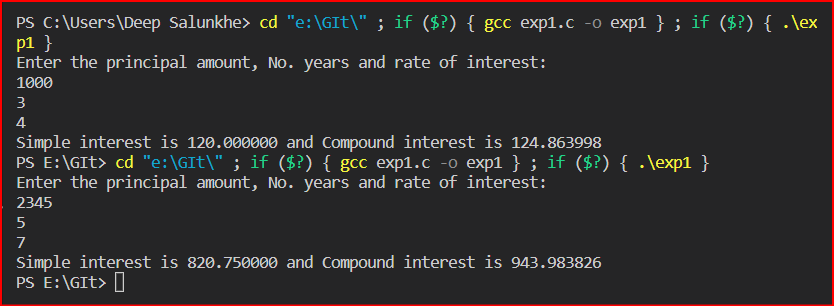 PS C:\Users\Deep Salunkhe> cd "e:\GIt\" ; if ($?) { gcc exp1.c -o exp1 } ; if ($?) { .\ex
p1 }
Enter the principal amount, No. years and rate of interest:
1000
3
4
Simple interest is 120.000000 and Compound interest is 124.863998
PS E:\GIt> cd "e:\GIt\" ; if ($?) { gcc exp1.c -o exp1 } ; if ($?) { .\exp1 }
Enter the principal amount, No. years and rate of interest:
2345
5
7
Simple interest is 820.750000 and Compound interest is 943.983826
PS E:\GIt>